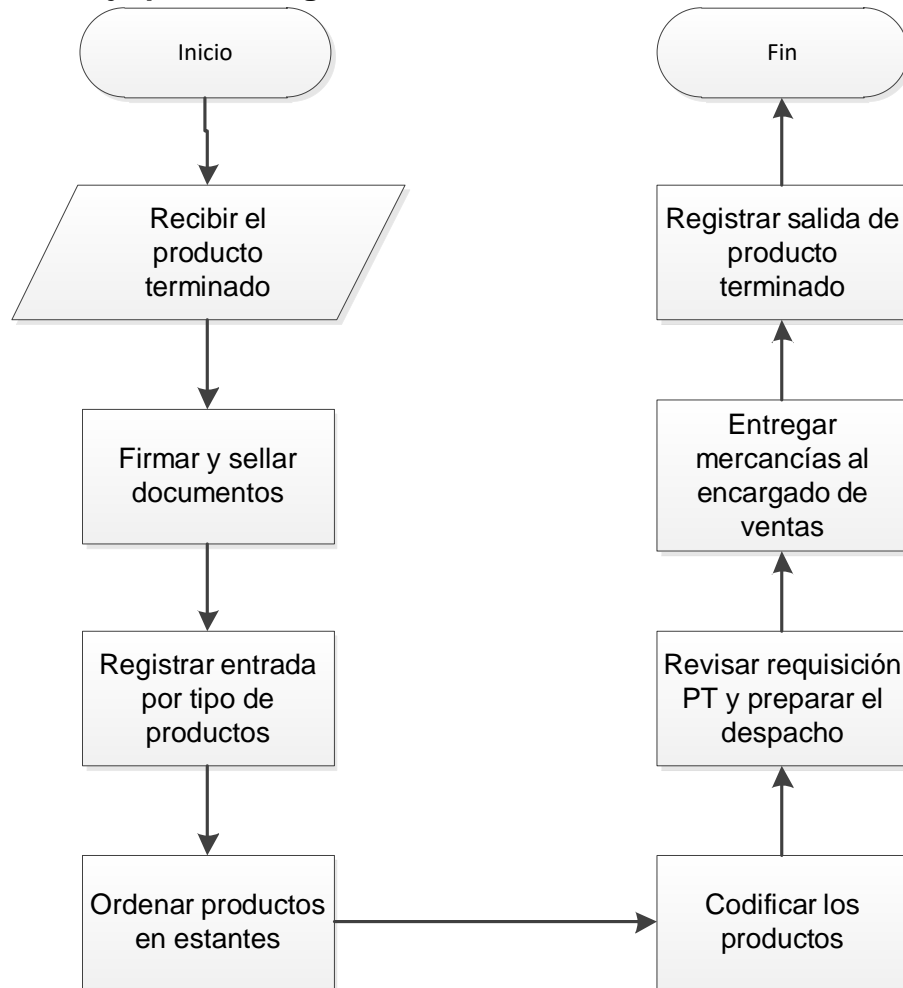 Inicio
Recibir el
producto
terminado
Firmar y sellar
documentos
Registrar entrada
por tipo de
productos
Ordenar productos
en estantes
Codificar los
productos
Revisar requisición
PT y preparar el
despacho
Entregar
mercancías al
encargado de
ventas
Registrar salida de
producto
terminado
Fin